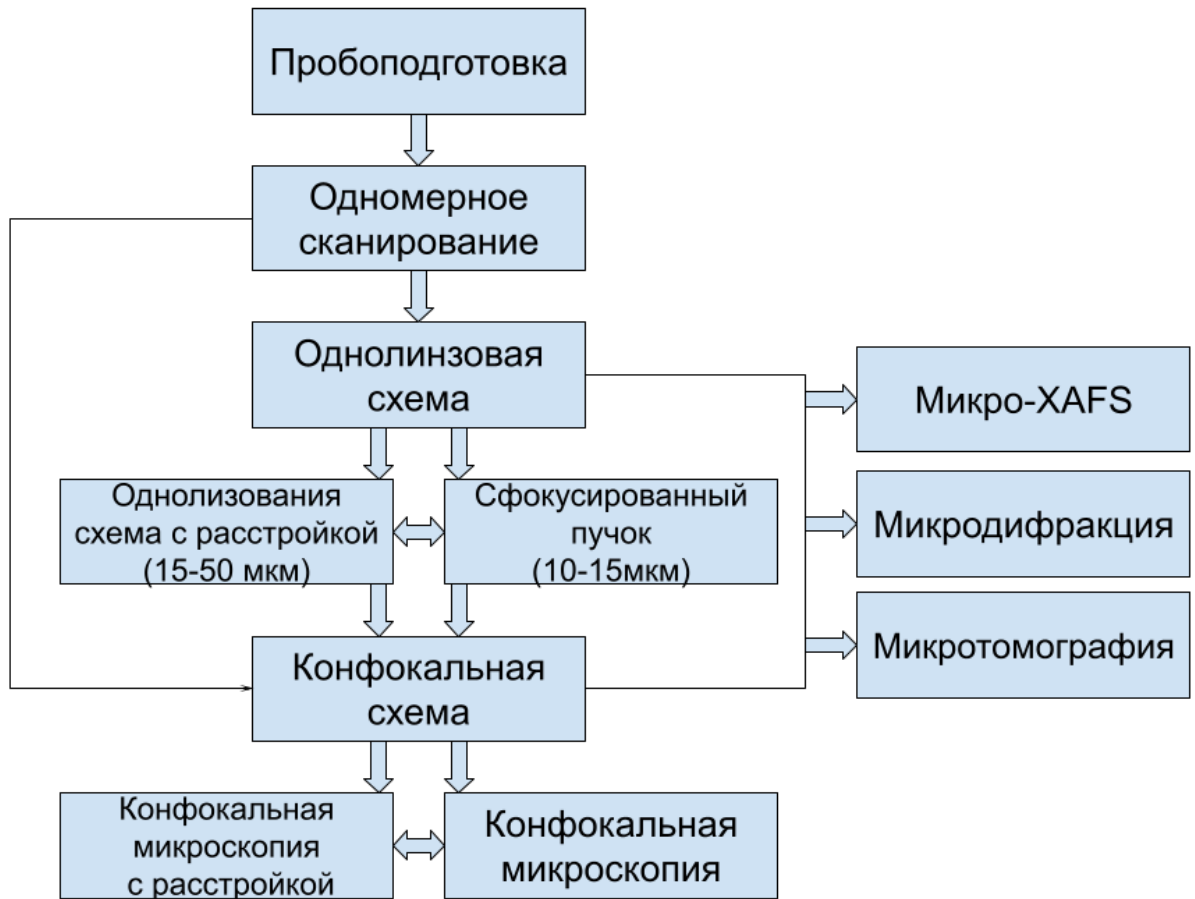 Пробоподготовка
Одномерное
сканирование
Однолинзовая
схема
Микро-XAFS
Однолизования
схема с расстройкой
(15-50 мкм)
Сфокусированный
пучок
(10-15мкм)
Микродифракция
Микротомография
Конфокальная
схема
Конфокальная
микроскопия
с расстройкой
Конфокальная
микроскопия